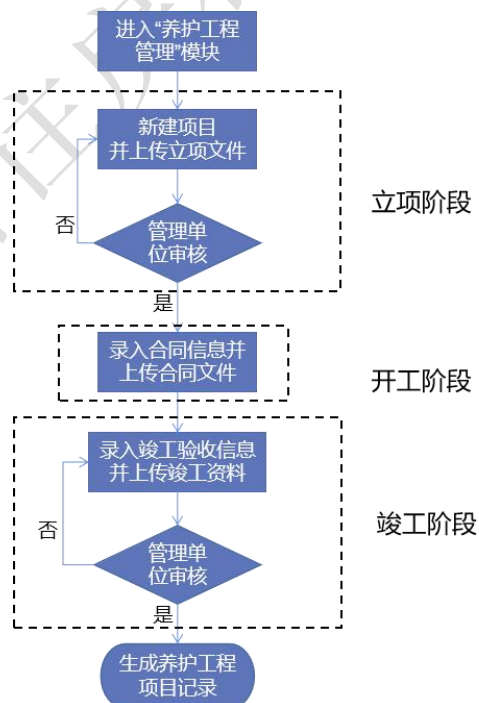 进入“养护工程
管理”模块
新建项目
并上传立项文件
立项阶段
否
管理单
位审核
是
录入合同信息并
上传合同文件
开工阶段
录入竣工验收信息
并上传竣工资料
竣工阶段
否
管理单
位审核
是
生成养护工程
项目记录